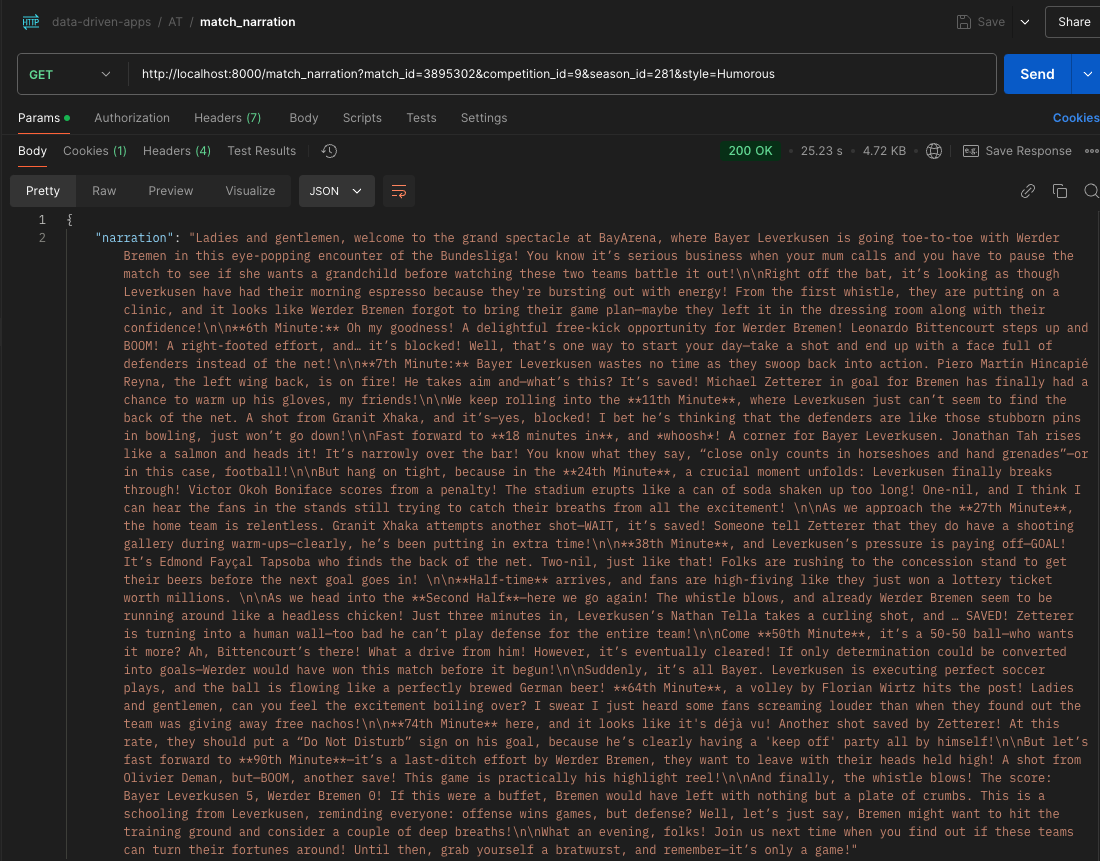 HTTP data-driven-apps / AT / match_narration Save Share
GET http://localhost:8000/match_narration?match_id=3895302&competition_id=9&season_id=281&style=Humorous Send
Params Authorization Headers (7) Body Scripts Tests Settings Cookies
Body Cookies (1) Headers (4) Test Results 200 OK • 25.23 s • 4.72 KB • e.g. Save Response
Pretty Raw Preview Visualize JSON
1 {
2 "narration": "Ladies and gentlemen, welcome to the grand spectacle at BayArena, where Bayer Leverkusen is going toe-to-toe with Werder
Bremen in this eye-popping encounter of the Bundesliga! You know it’s serious business when your mum calls and you have to pause the
match to see if she wants a grandchild before watching these two teams battle it out!\n\nRight off the bat, it’s looking as though
Leverkusen have had their morning espresso because they're bursting out with energy! From the first whistle, they are putting on a
clinic, and it looks like Werder Bremen forgot to bring their game plan—maybe they left it in the dressing room along with their
confidence!\n\n**6th Minute:** Oh my goodness! A delightful free-kick opportunity for Werder Bremen! Leonardo Bittencourt steps up and
BOOM! A right-footed effort, and… it’s blocked! Well, that’s one way to start your day—take a shot and end up with a face full of
defenders instead of the net!\n\n**7th Minute:** Bayer Leverkusen wastes no time as they swoop back into action. Piero Martín Hincapié
Reyna, the left wing back, is on fire! He takes aim and—what’s this? It’s saved! Michael Zetterer in goal for Bremen has finally had a
chance to warm up his gloves, my friends!\n\nWe keep rolling into the **11th Minute**, where Leverkusen just can’t seem to find the
back of the net. A shot from Granit Xhaka, and it’s—yes, blocked! I bet he’s thinking that the defenders are like those stubborn pins
in bowling, just won’t go down!\n\nFast forward to **18 minutes in**, and *whoosh*! A corner for Bayer Leverkusen. Jonathan Tah rises
like a salmon and heads it! It’s narrowly over the bar! You know what they say, “close only counts in horseshoes and hand grenades”—or
in this case, football!\n\nBut hang on tight, because in the **24th Minute**, a crucial moment unfolds: Leverkusen finally breaks
through! Victor Okoh Boniface scores from a penalty! The stadium erupts like a can of soda shaken up too long! One-nil, and I think I
can hear the fans in the stands still trying to catch their breaths from all the excitement! \n\nAs we approach the **27th Minute**,
the home team is relentless. Granit Xhaka attempts another shot—WAIT, it’s saved! Someone tell Zetterer that they do have a shooting
gallery during warm-ups—clearly, he’s been putting in extra time!\n\n**38th Minute**, and Leverkusen’s pressure is paying off—GOAL!
It’s Edmond Fayçal Tapsoba who finds the back of the net. Two-nil, just like that! Folks are rushing to the concession stand to get
their beers before the next goal goes in! \n\n**Half-time** arrives, and fans are high-fiving like they just won a lottery ticket
worth millions. \n\nAs we head into the **Second Half**—here we go again! The whistle blows, and already Werder Bremen seem to be
running around like a headless chicken! Just three minutes in, Leverkusen’s Nathan Tella takes a curling shot, and … SAVED! Zetterer
is turning into a human wall—too bad he can’t play defense for the entire team!\n\nCome **50th Minute**, it’s a 50-50 ball—who wants
it more? Ah, Bittencourt’s there! What a drive from him! However, it’s eventually cleared! If only determination could be converted
into goals—Werder would have won this match before it begun!\n\nSuddenly, it’s all Bayer. Leverkusen is executing perfect soccer
plays, and the ball is flowing like a perfectly brewed German beer! **64th Minute**, a volley by Florian Wirtz hits the post! Ladies
and gentlemen, can you feel the excitement boiling over? I swear I just heard some fans screaming louder than when they found out the
team was giving away free nachos!\n\n**74th Minute** here, and it looks like it's déjà vu! Another shot saved by Zetterer! At this
rate, they should put a “Do Not Disturb” sign on his goal, because he’s clearly having a 'keep off' party all by himself!\n\nBut let’s
fast forward to **90th Minute**—it’s a last-ditch effort by Werder Bremen, they want to leave with their heads held high! A shot from
Olivier Deman, but—BOOM, another save! This game is practically his highlight reel!\n\nAnd finally, the whistle blows! The score:
Bayer Leverkusen 5, Werder Bremen 0! If this were a buffet, Bremen would have left with nothing but a plate of crumbs. This is a
schooling from Leverkusen, reminding everyone: offense wins games, but defense? Well, let’s just say, Bremen might want to hit the
training ground and consider a couple of deep breaths!\n\nWhat an evening, folks! Join us next time when you find out if these teams
can turn their fortunes around! Until then, grab yourself a bratwurst, and remember—it’s only a game!"